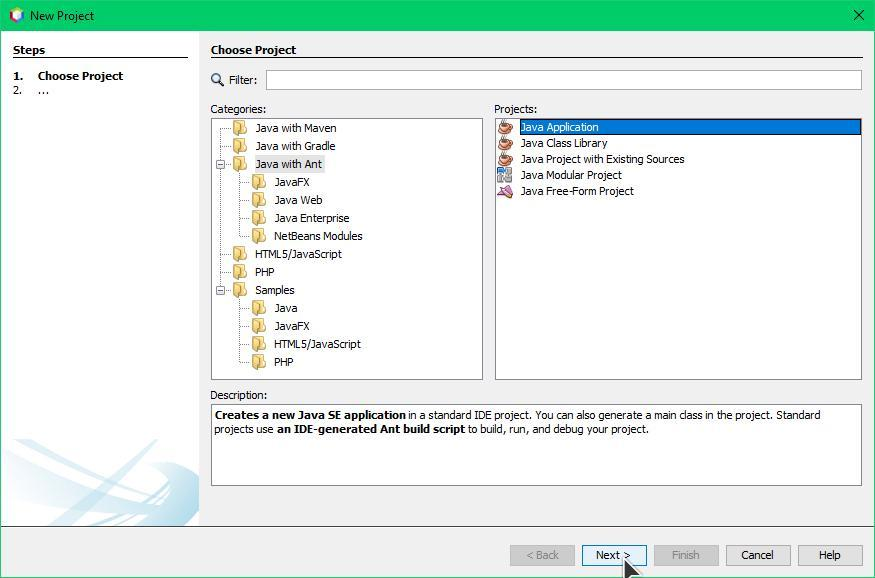 New Project
Steps
1. Choose Project
2. ...
Choose Project
Filter:
Categories:
Java with Maven
Java with Gradle
Java with Ant
JavaFX
Java Web
Java Enterprise
NetBeans Modules
HTML5/JavaScript
PHP
Samples
Java
JavaFX
HTML5/JavaScript
PHP
Projects:
Java Application
Java Class Library
Java Project with Existing Sources
Java Modular Project
Java Free-Form Project
Description:
Creates a new Java SE application in a standard IDE project. You can also generate a main class in the project. Standard
projects use an IDE-generated Ant build script to build, run, and debug your project.
< Back Next > Finish Cancel Help